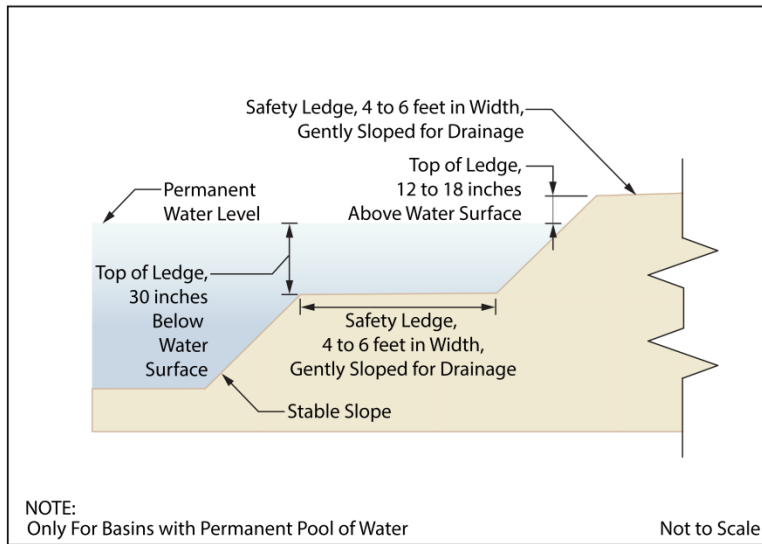 Safety Ledge, 4 to 6 feet in Width,
Gently Sloped for Drainage
Top of Ledge,
12 to 18 inches
Above Water Surface
Permanent
Water Level
Top of Ledge,
30 inches
Below
Water
Surface
Safety Ledge,
4 to 6 feet in Width,
Gently Sloped for Drainage
Stable Slope
NOTE:
Only For Basins with Permanent Pool of Water
Not to Scale